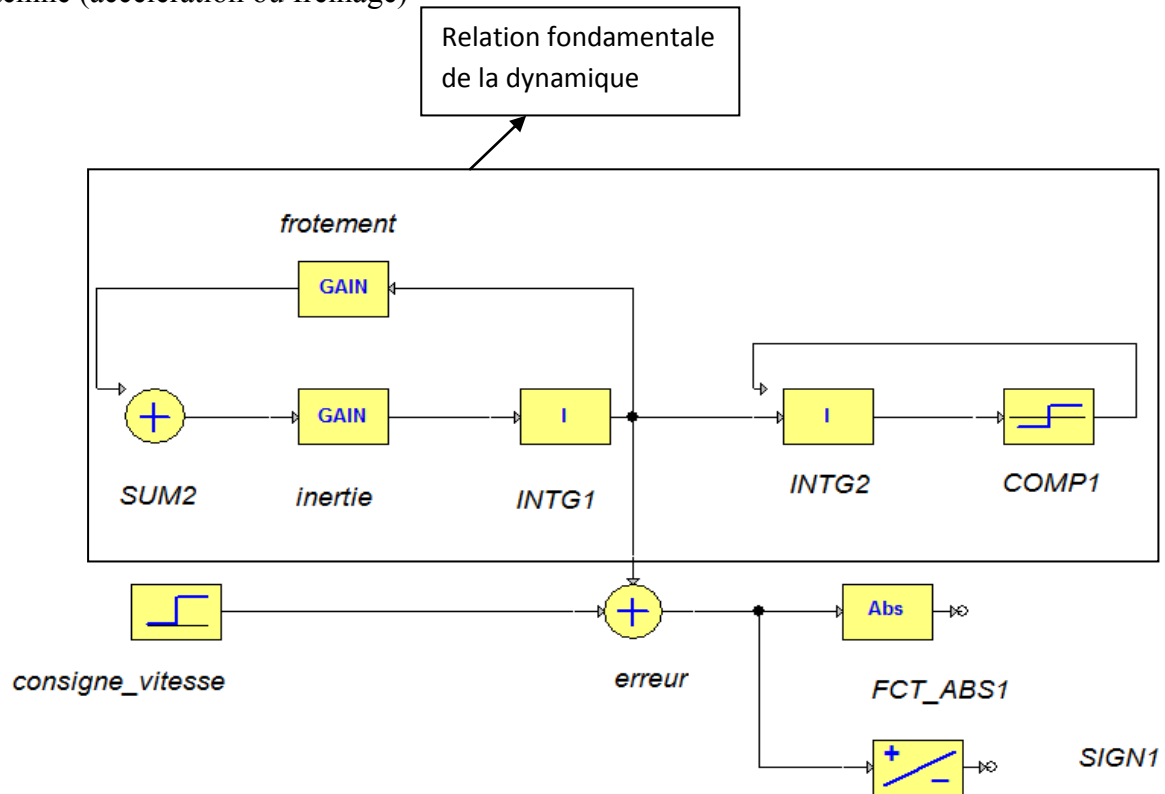 (accélération ou freinage)
Relation fondamentale
de la dynamique
frotement
GAIN
GAIN
I
I
SUM2
inertie
INTG1
INTG2
COMP1
Abs
consigne_vitesse
erreur
FCT_ABS1
SIGN1